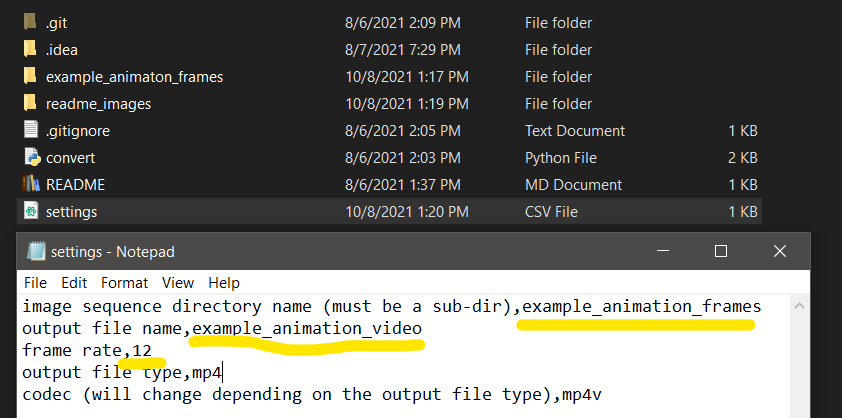 .git 8/6/2021 2:09 PM File folder
.idea 8/7/2021 7:29 PM File folder
example_animaton_frames 10/8/2021 1:17 PM File folder
readme_images 10/8/2021 1:19 PM File folder
.gitignore 8/6/2021 2:05 PM Text Document 1 KB
convert 8/6/2021 2:03 PM Python File 2 KB
README 8/6/2021 1:37 PM MD Document 1 KB
settings 10/8/2021 1:20 PM CSV File 1 KB
settings - Notepad
File Edit Format View Help
image sequence directory name (must be a sub-dir),example_animation_frames
output file name,example_animation_video
frame rate,12
output file type,mp4
codec (will change depending on the output file type),mp4v